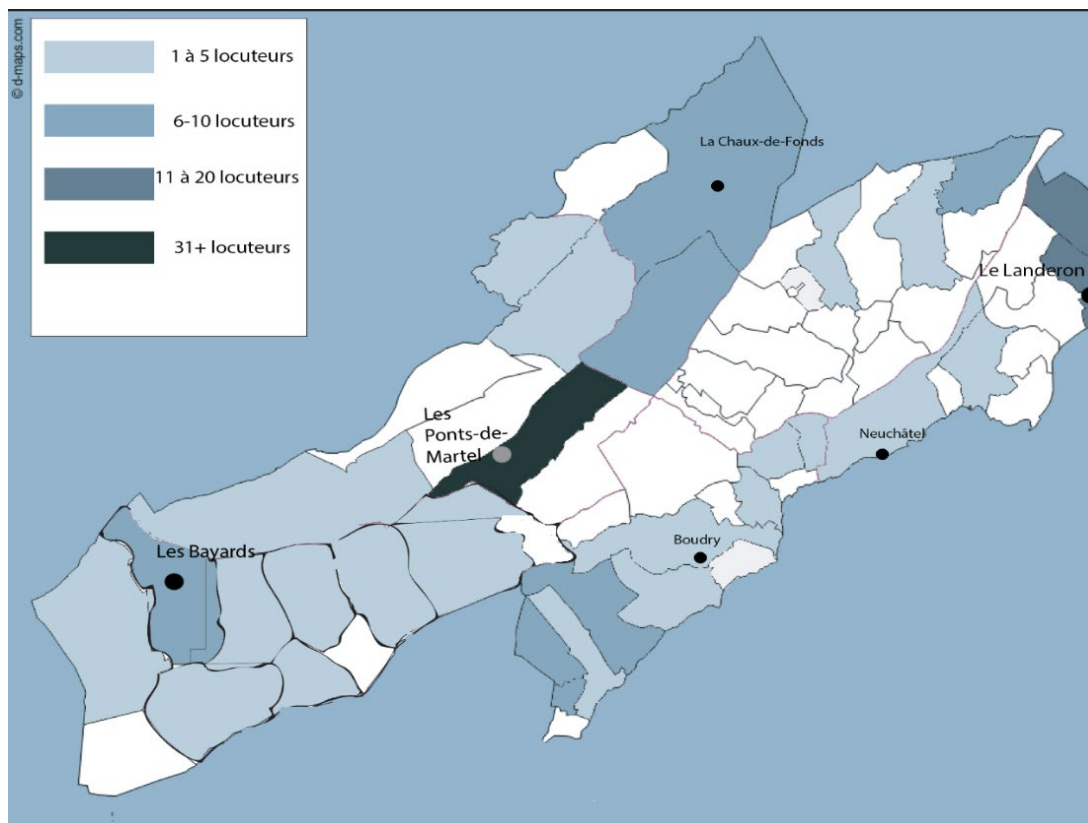 © d-maps.com
1 à 5 locuteurs
6-10 locuteurs
11 à 20 locuteurs
31+ locuteurs
La Chaux-de-Fonds
Le Landeron
Les
Ponts-de-
Martel
Neuchâtel
Les Bayards
Boudry